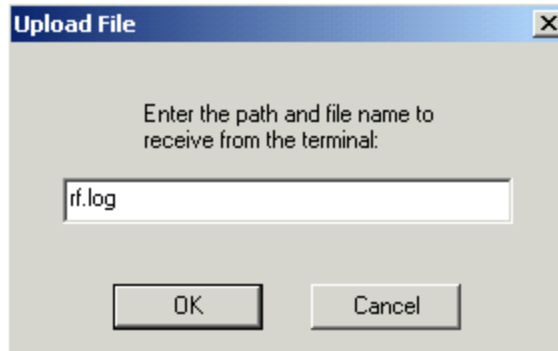 Upload File
Enter the path and file name to
receive from the terminal:
rf.log
OK
Cancel